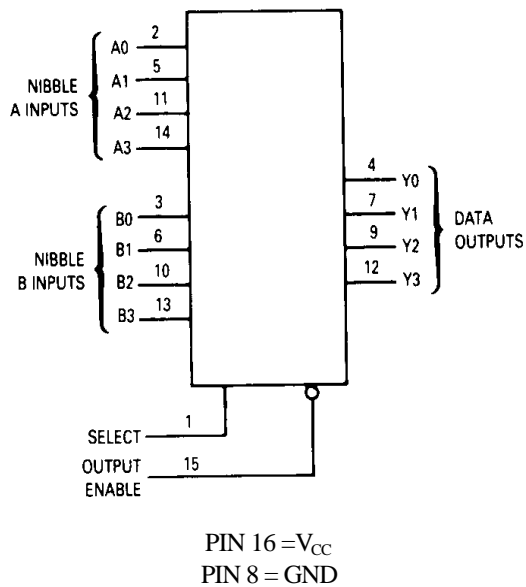 NIBBLE
A INPUTS
A0 2
A1 5
A2 11
A3 14
NIBBLE
B INPUTS
B0 3
B1 6
B2 10
B3 13
4 Y0
7 Y1
9 Y2
12 Y3
DATA
OUTPUTS
SELECT 1
OUTPUT
ENABLE
15
PIN 16 =VCC
PIN 8 = GND